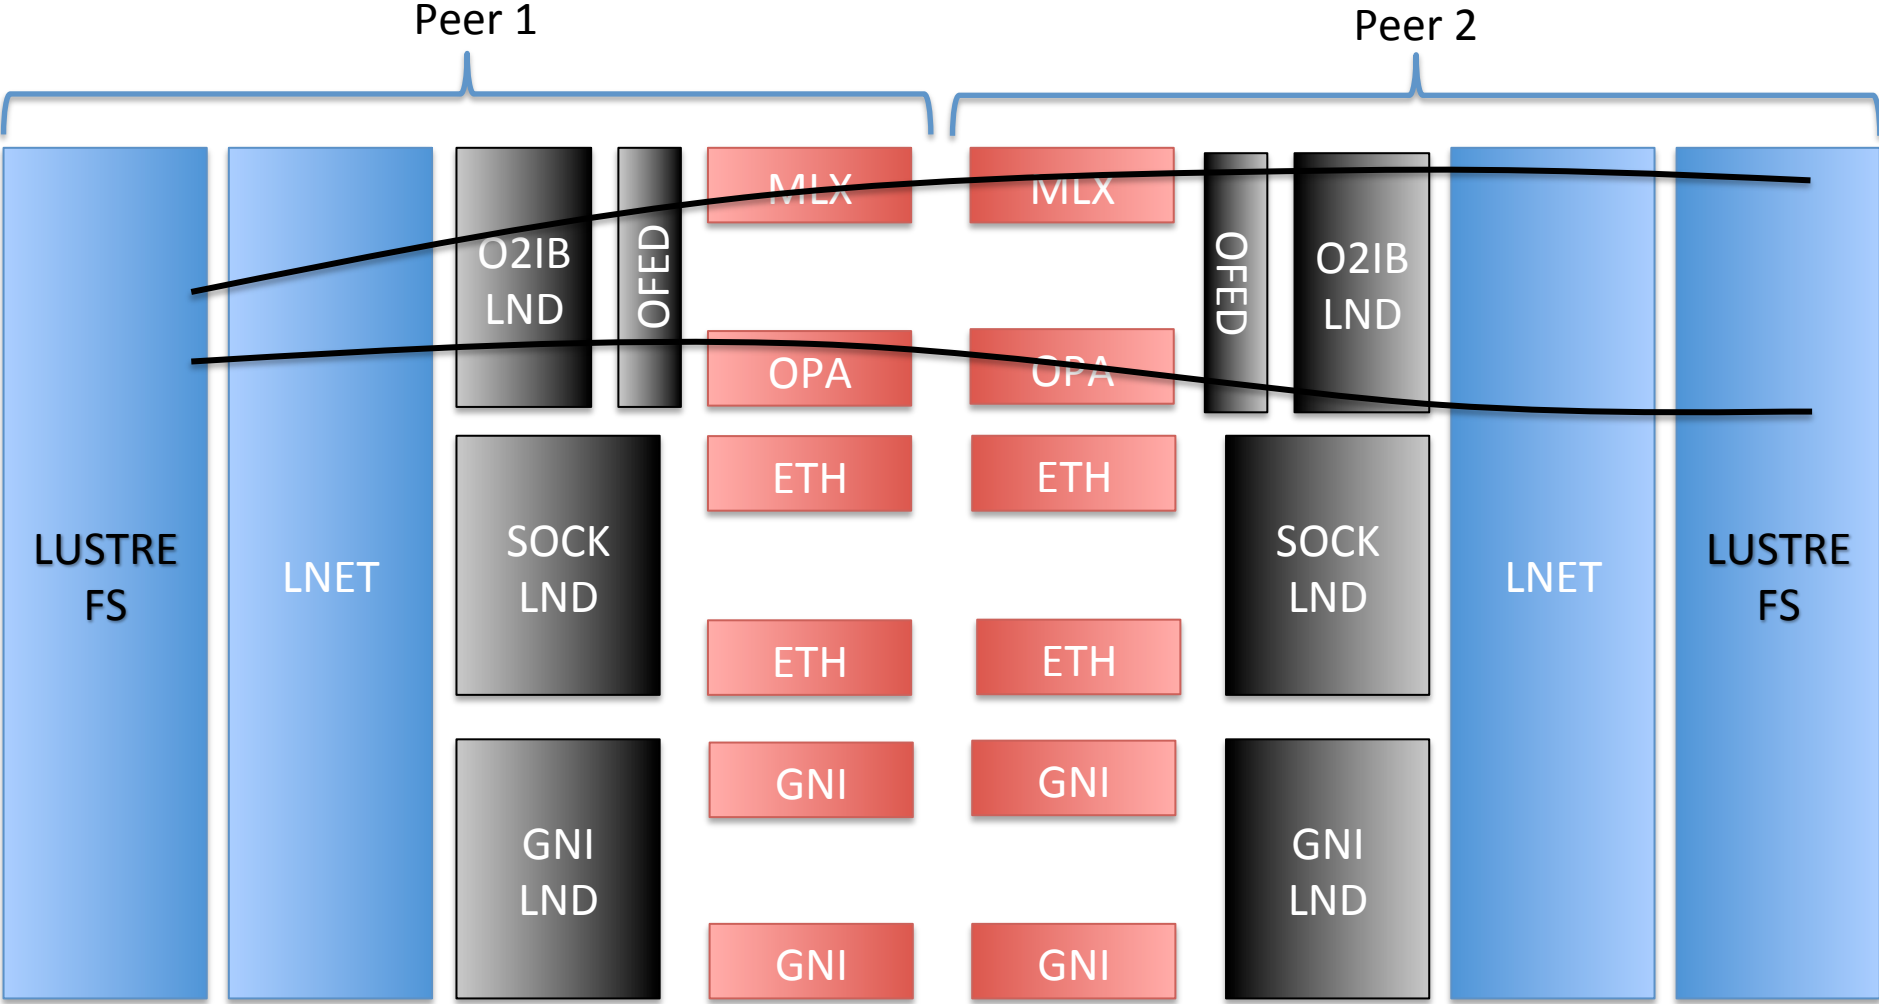 Peer 1
Peer 2
LUSTRE
FS
LNET
O2IB
LND
OFED
MLX
OPA
SOCK
LND
ETH
ETH
GNI
LND
GNI
GNI
MLX
OPA
OFED
O2IB
LND
ETH
ETH
SOCK
LND
GNI
GNI
GNI
LND
LNET
LUSTRE
FS